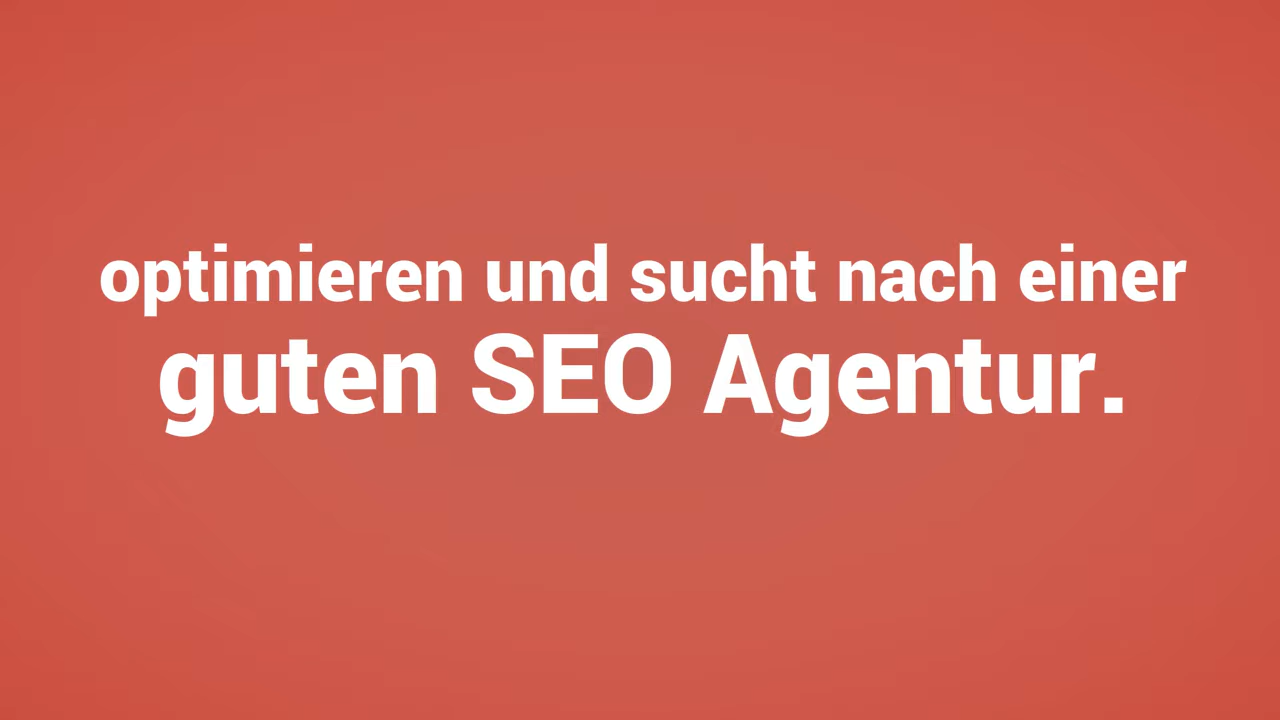 optimieren und sucht nach einer
guten SEO Agentur.